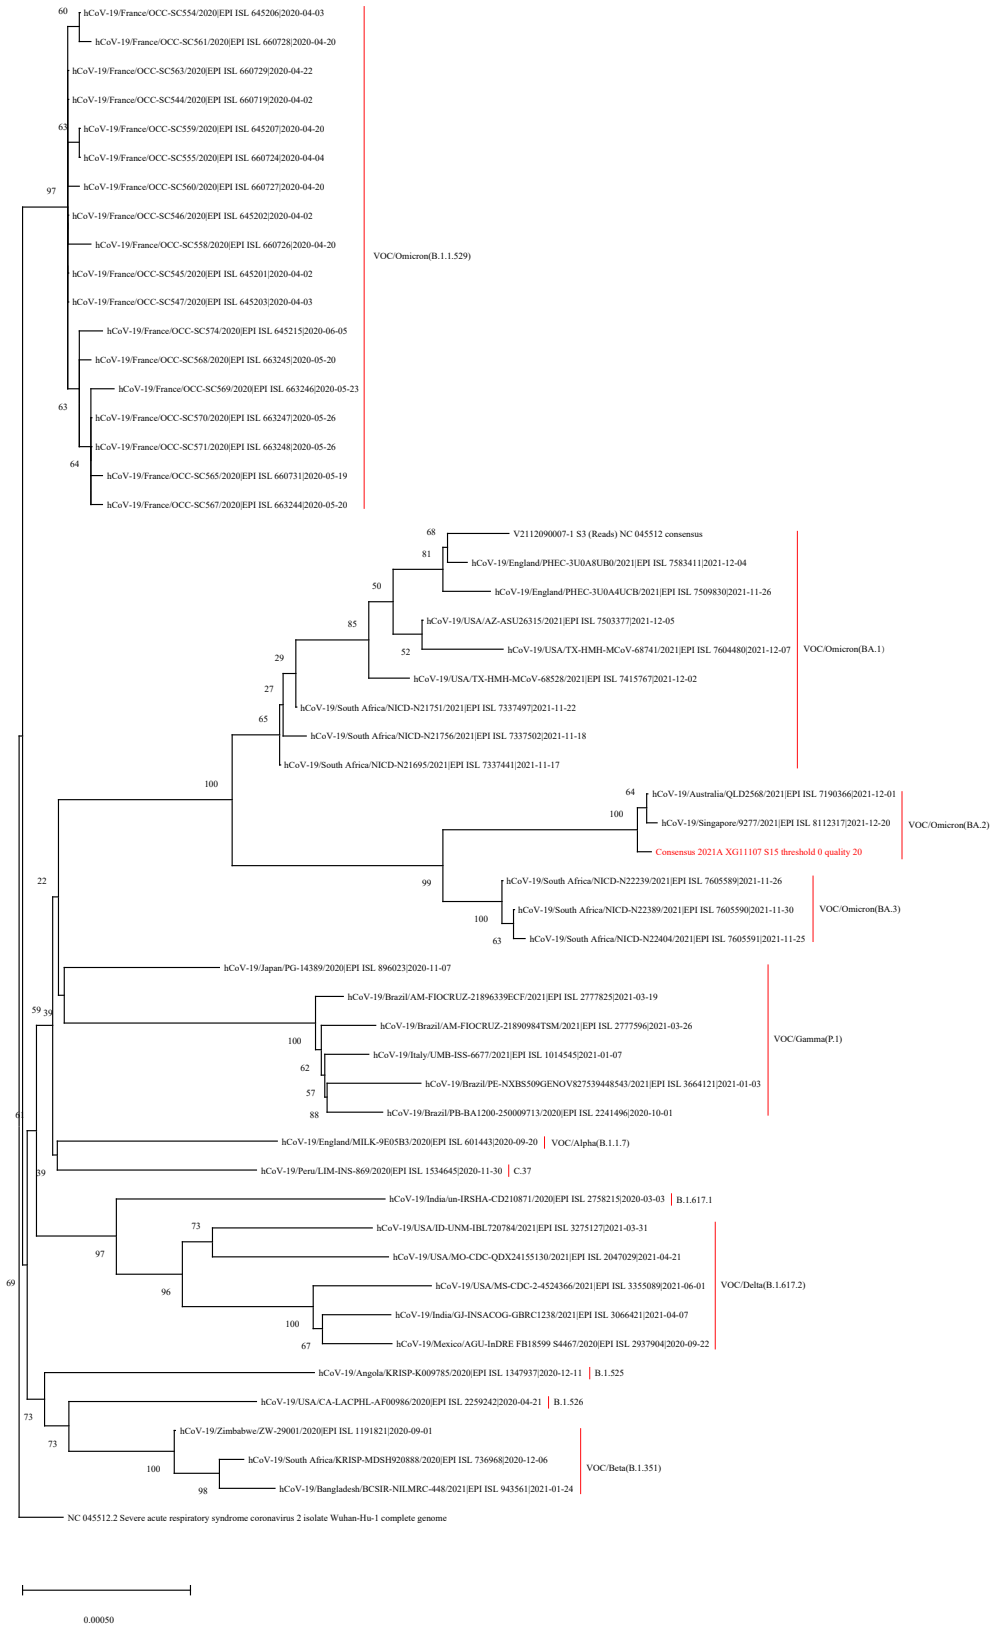 60
hCoV-19/France/OCC-SC554/2020|EPI ISL 645206|2020-04-03
hCoV-19/France/OCC-SC561/2020|EPI ISL 660728|2020-04-20
hCoV-19/France/OCC-SC563/2020|EPI ISL 660729|2020-04-22
hCoV-19/France/OCC-SC544/2020|EPI ISL 660719|2020-04-02
63
hCoV-19/France/OCC-SC559/2020|EPI ISL 645207|2020-04-20
hCoV-19/France/OCC-SC555/2020|EPI ISL 660724|2020-04-04
hCoV-19/France/OCC-SC560/2020|EPI ISL 660727|2020-04-20
97
hCoV-19/France/OCC-SC546/2020|EPI ISL 645202|2020-04-02
hCoV-19/France/OCC-SC558/2020|EPI ISL 660726|2020-04-20
VOC/Omicron(B.1.1.529)
hCoV-19/France/OCC-SC545/2020|EPI ISL 645201|2020-04-02
hCoV-19/France/OCC-SC547/2020|EPI ISL 645203|2020-04-03
hCoV-19/France/OCC-SC574/2020|EPI ISL 645215|2020-06-05
hCoV-19/France/OCC-SC568/2020|EPI ISL 663245|2020-05-20
hCoV-19/France/OCC-SC569/2020|EPI ISL 663246|2020-05-23
63
hCoV-19/France/OCC-SC570/2020|EPI ISL 663247|2020-05-26
hCoV-19/France/OCC-SC571/2020|EPI ISL 663248|2020-05-26
64
hCoV-19/France/OCC-SC565/2020|EPI ISL 660731|2020-05-19
hCoV-19/France/OCC-SC567/2020|EPI ISL 663244|2020-05-20
68
V2112090007-1 S3 (Reads) NC 045512 consensus
81
hCoV-19/England/PHEC-3U0A8UB0/2021|EPI ISL 7583411|2021-12-04
50
hCoV-19/England/PHEC-3U0A4UCB/2021|EPI ISL 7509830|2021-11-26
85
hCoV-19/USA/AZ-ASU26315/2021|EPI ISL 7503377|2021-12-05
52
hCoV-19/USA/TX-HMH-MCoV-68741/2021|EPI ISL 7604480|2021-12-07
VOC/Omicron(BA.1)
29
hCoV-19/USA/TX-HMH-MCoV-68528/2021|EPI ISL 7415767|2021-12-02
27
hCoV-19/South Africa/NICD-N21751/2021|EPI ISL 7337497|2021-11-22
65
hCoV-19/South Africa/NICD-N21756/2021|EPI ISL 7337502|2021-11-18
hCoV-19/South Africa/NICD-N21695/2021|EPI ISL 7337441|2021-11-17
100
64
hCoV-19/Australia/QLD2568/2021|EPI ISL 7190366|2021-12-01
100
hCoV-19/Singapore/9277/2021|EPI ISL 8112317|2021-12-20
VOC/Omicron(BA.2)
Consensus 2021A XG11107 S15 threshold 0 quality 20
22
99
hCoV-19/South Africa/NICD-N22239/2021|EPI ISL 7605589|2021-11-26
100
hCoV-19/South Africa/NICD-N22389/2021|EPI ISL 7605590|2021-11-30
VOC/Omicron(BA.3)
63
hCoV-19/South Africa/NICD-N22404/2021|EPI ISL 7605591|2021-11-25
hCoV-19/Japan/PG-14389/2020|EPI ISL 896023|2020-11-07
hCoV-19/Brazil/AM-FIOCRUZ-21896339ECF/2021|EPI ISL 2777825|2021-03-19
59
39
hCoV-19/Brazil/AM-FIOCRUZ-21890984TSM/2021|EPI ISL 2777596|2021-03-26
100
VOC/Gamma(P.1)
hCoV-19/Italy/UMB-ISS-6677/2021|EPI ISL 1014545|2021-01-07
62
hCoV-19/Brazil/PE-NXBS509GENOV827539448543/2021|EPI ISL 3664121|2021-01-03
57
88
hCoV-19/Brazil/PB-BA1200-250009713/2020|EPI ISL 2241496|2020-10-01
61
hCoV-19/England/MILK-9E05B3/2020|EPI ISL 601443|2020-09-20
VOC/Alpha(B.1.1.7)
39
hCoV-19/Peru/LIM-INS-869/2020|EPI ISL 1534645|2020-11-30
C.37
hCoV-19/India/un-IRSHA-CD210871/2020|EPI ISL 2758215|2020-03-03
B.1.617.1
73
hCoV-19/USA/ID-UNM-IBL720784/2021|EPI ISL 3275127|2021-03-31
97
hCoV-19/USA/MO-CDC-QDX24155130/2021|EPI ISL 2047029|2021-04-21
69
96
hCoV-19/USA/MS-CDC-2-4524366/2021|EPI ISL 3355089|2021-06-01
VOC/Delta(B.1.617.2)
hCoV-19/India/GJ-INSACOG-GBRC1238/2021|EPI ISL 3066421|2021-04-07
100
67
hCoV-19/Mexico/AGU-InDRE FB18599 S4467/2020|EPI ISL 2937904|2020-09-22
hCoV-19/Angola/KRISP-K009785/2020|EPI ISL 1347937|2020-12-11
B.1.525
hCoV-19/USA/CA-LACPHL-AF00986/2020|EPI ISL 2259242|2020-04-21
B.1.526
73
hCoV-19/Zimbabwe/ZW-29001/2020|EPI ISL 1191821|2020-09-01
73
hCoV-19/South Africa/KRISP-MDSH920888/2020|EPI ISL 736968|2020-12-06
100
VOC/Beta(B.1.351)
hCoV-19/Bangladesh/BCSIR-NILMRC-448/2021|EPI ISL 943561|2021-01-24
98
NC 045512.2 Severe acute respiratory syndrome coronavirus 2 isolate Wuhan-Hu-1 complete genome
0.00050